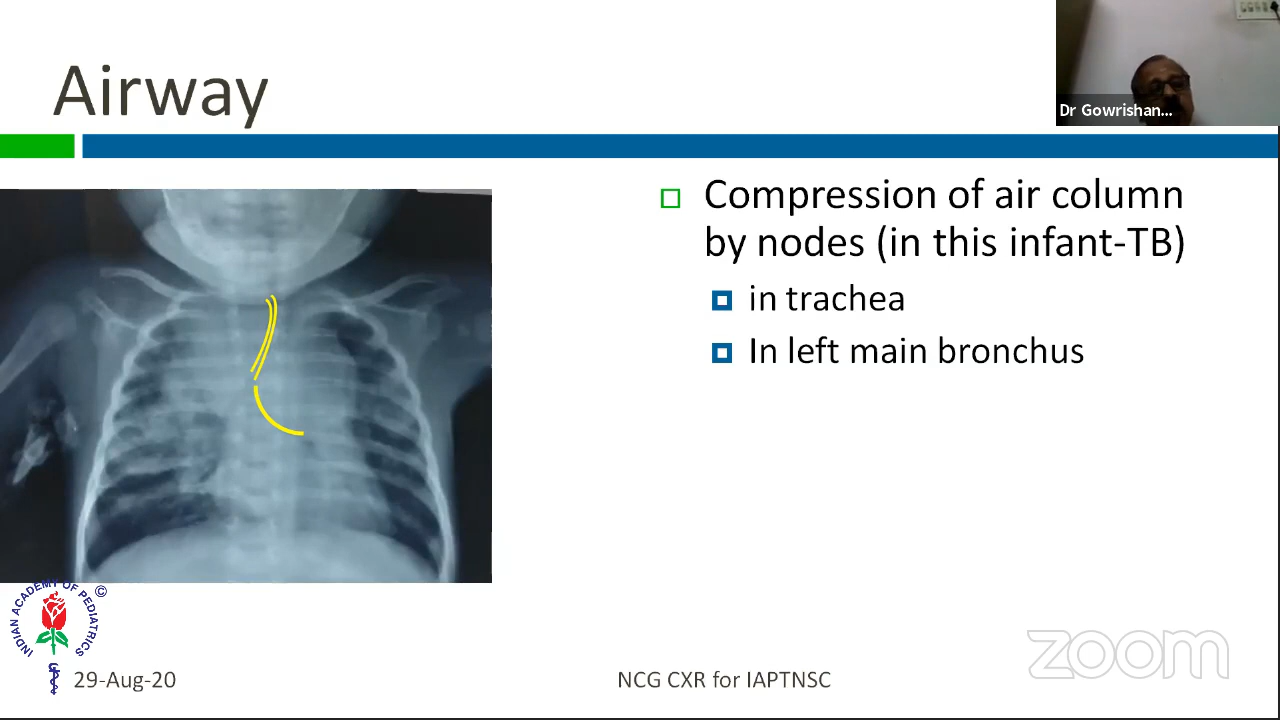 Airway
Dr Gowrishan...
Compression of air column
by nodes (in this infant-TB)
in trachea
In left main bronchus
INDIAN ACADEMY OF PEDIATRICS
©
29-Aug-20
NCG CXR for IAPTNSC
zoom